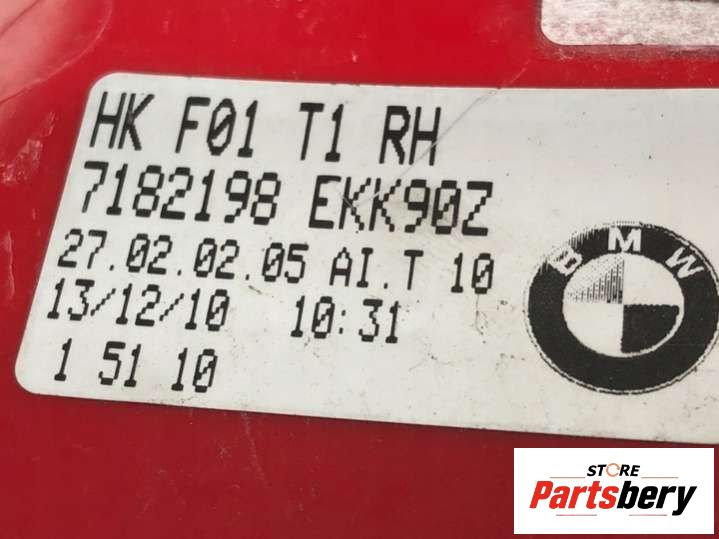 HK F01 T1 RH
7182198 EKK90Z
27.02.02.05 AI.T 10
13/12/10 10:31
1 51 10
BMW
STORE
Partsbery